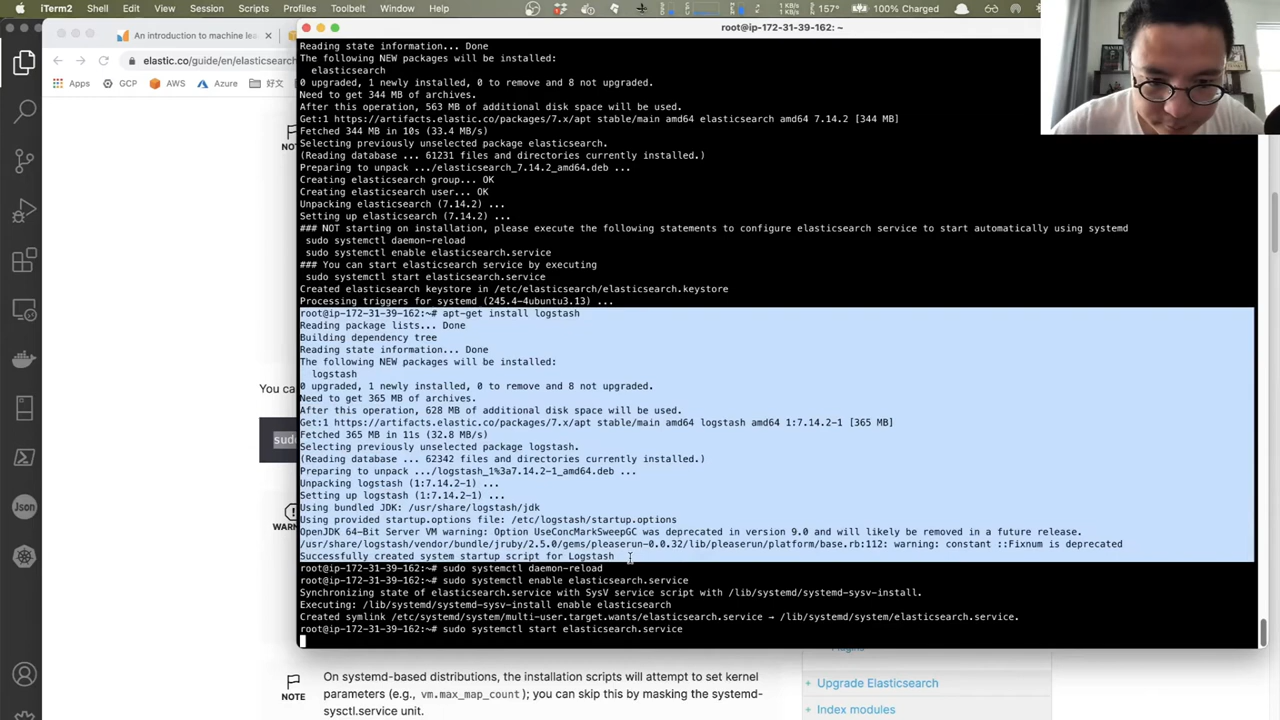 Shell Edit View Session Scripts Profiles Toolbelt Window Help
1 KB/s 157° 100% Charged
An introduction to machine lea
elastic.co/guide/en/elasticsearc
Apps GCP AWS Azure 好文
root@ip-172-31-39-162: ~
Reading state information... Done
The following NEW packages will be installed:
elasticsearch
0 upgraded, 1 newly installed, 0 to remove and 8 not upgraded.
Need to get 344 MB of archives.
After this operation, 563 MB of additional disk space will be used.
Get:1 https://artifacts.elastic.co/packages/7.x/apt stable/main amd64 elasticsearch amd64 7.14.2 [344 MB]
Fetched 344 MB in 10s (33.4 MB/s)
Selecting previously unselected package elasticsearch.
(Reading database ... 61231 files and directories currently installed.)
Preparing to unpack .../elasticsearch_7.14.2_amd64.deb ...
Creating elasticsearch group... OK
Creating elasticsearch user... OK
Unpacking elasticsearch (7.14.2) ...
Setting up elasticsearch (7.14.2) ...
### NOT starting on installation, please execute the following statements to configure elasticsearch service to start automatically using systemd
sudo systemctl daemon-reload
sudo systemctl enable elasticsearch.service
### You can start elasticsearch service by executing
sudo systemctl start elasticsearch.service
Created elasticsearch keystore in /etc/elasticsearch/elasticsearch.keystore
Processing triggers for systemd (245.4-4ubuntu3.13) ...
root@ip-172-31-39-162:~# apt-get install logstash
Reading package lists... Done
Building dependency tree
Reading state information... Done
The following NEW packages will be installed:
logstash
0 upgraded, 1 newly installed, 0 to remove and 8 not upgraded.
Need to get 365 MB of archives.
After this operation, 628 MB of additional disk space will be used.
Get:1 https://artifacts.elastic.co/packages/7.x/apt stable/main amd64 logstash amd64 1:7.14.2-1 [365 MB]
Fetched 365 MB in 11s (32.8 MB/s)
Selecting previously unselected package logstash.
(Reading database ... 62342 files and directories currently installed.)
Preparing to unpack .../logstash_1%3a7.14.2-1_amd64.deb ...
Unpacking logstash (1:7.14.2-1) ...
Setting up logstash (1:7.14.2-1) ...
Using bundled JDK: /usr/share/logstash/jdk
Using provided startup.options file: /etc/logstash/startup.options
OpenJDK 64-Bit Server VM warning: Option UseConcMarkSweepGC was deprecated in version 9.0 and will likely be removed in a future release.
/usr/share/logstash/vendor/bundle/jruby/2.5.0/gems/pleaserun-0.0.32/lib/pleaserun/platform/base.rb:112: warning: constant ::Fixnum is deprecated
Successfully created system startup script for Logstash
root@ip-172-31-39-162:~# sudo systemctl daemon-reload
root@ip-172-31-39-162:~# sudo systemctl enable elasticsearch.service
Synchronizing state of elasticsearch.service with SysV service script with /lib/systemd/systemd-sysv-install.
Executing: /lib/systemd/systemd-sysv-install enable elasticsearch
Created symlink /etc/systemd/system/multi-user.target.wants/elasticsearch.service → /lib/systemd/system/elasticsearch.service.
root@ip-172-31-39-162:~# sudo systemctl start elasticsearch.service
NO
You ca
sudo
WARN
Json
NOTE
On systemd-based distributions, the installation scripts will attempt to set kernel
parameters (e.g., vm.max_map_count); you can skip this by masking the systemd-
sysctl.service unit.
Plugins
+ Upgrade Elasticsearch
+ Index modules